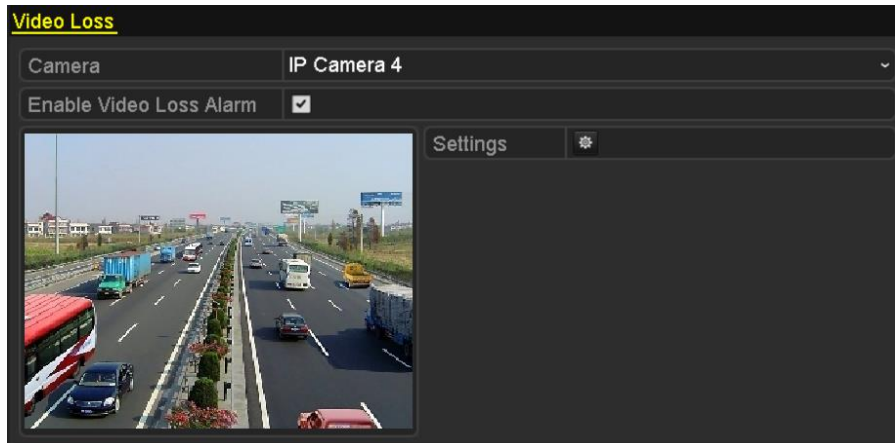 Video Loss
Camera
IP Camera 4
Enable Video Loss Alarm
Settings